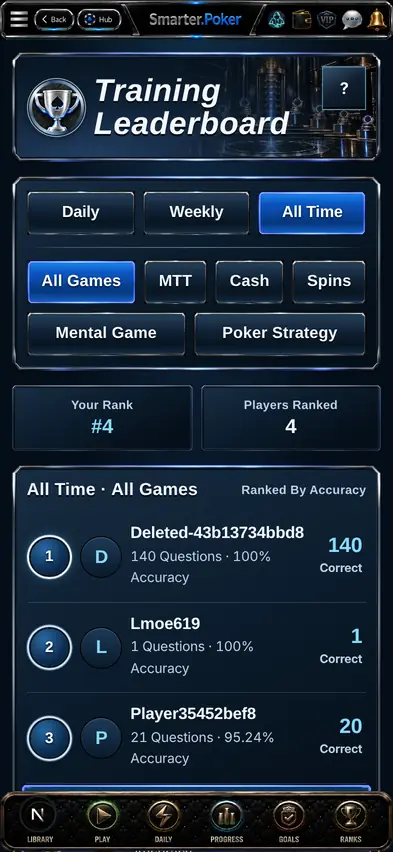 Back
Hub
Smarter.Poker
VIP
Training
Leaderboard
?
Daily
Weekly
All Time
All Games
MTT
Cash
Spins
Mental Game
Poker Strategy
Your Rank
#4
Players Ranked
4
All Time · All Games
Ranked By Accuracy
1
D
Deleted-43b13734bbd8
140 Questions · 100%
Accuracy
140
Correct
2
L
Lmoe619
1 Questions · 100%
Accuracy
1
Correct
3
P
Player35452bef8
21 Questions · 95.24%
Accuracy
20
Correct
N
LIBRARY
PLAY
DAILY
PROGRESS
GOALS
RANKS